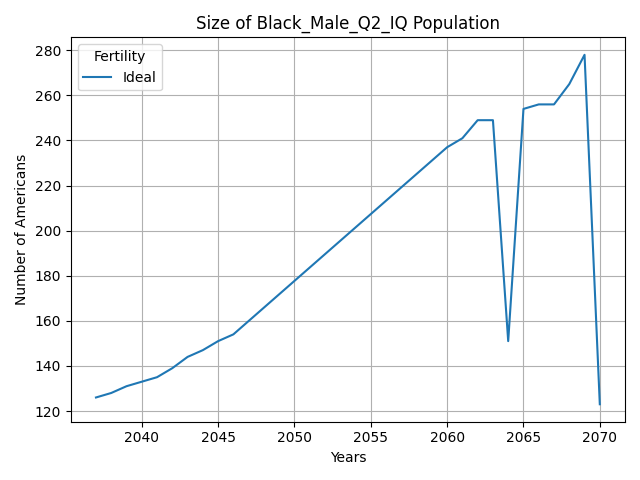 Size of Black_Male_Q2_IQ Population
Fertility
Ideal
Number of Americans
280
260
240
220
200
180
160
140
120
2040 2045 2050 2055 2060 2065 2070
Years